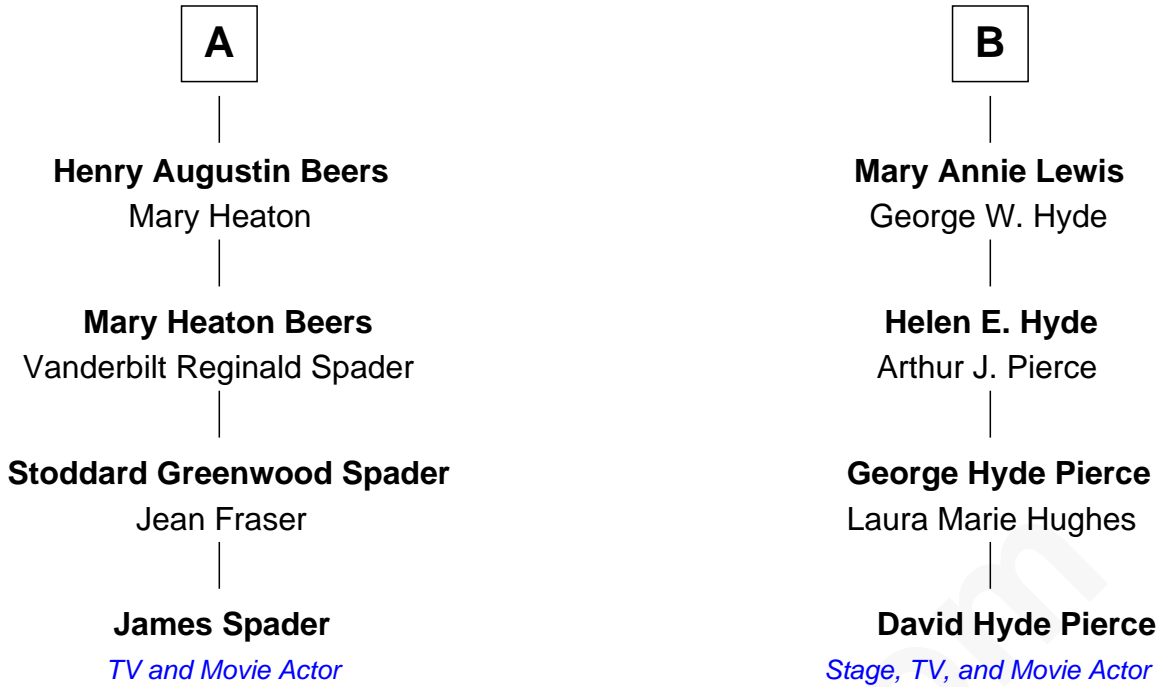 A
Henry Augustin Beers
Mary Heaton
Mary Heaton Beers
Vanderbilt Reginald Spader
Stoddard Greenwood Spader
Jean Fraser
James Spader
TV and Movie Actor
B
Mary Annie Lewis
George W. Hyde
Helen E. Hyde
Arthur J. Pierce
George Hyde Pierce
Laura Marie Hughes
David Hyde Pierce
Stage, TV, and Movie Actor